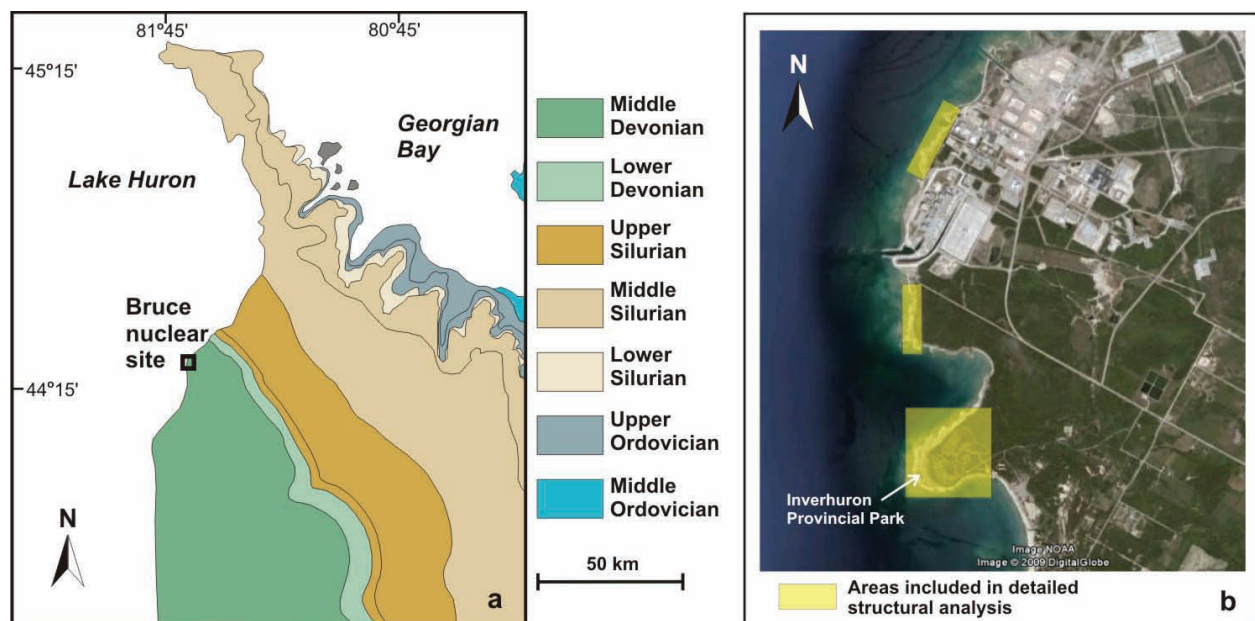 81°45'
80°45'
45°15'
Georgian
Bay
Lake Huron
Bruce
nuclear
site
44°15'
N
a
Middle
Devonian
Lower
Devonian
Upper
Silurian
Middle
Silurian
Lower
Silurian
Upper
Ordovician
Middle
Ordovician
50 km
N
Inverhuron
Provincial Park
Image NOAA
Image © 2009 DigitalGlobe
Areas included in detailed
structural analysis
b